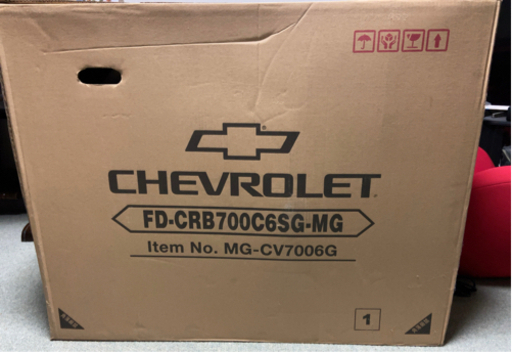 CHEVROLET
FD-CRB700C6SG-MG
Item No. MG-CV7006G
1